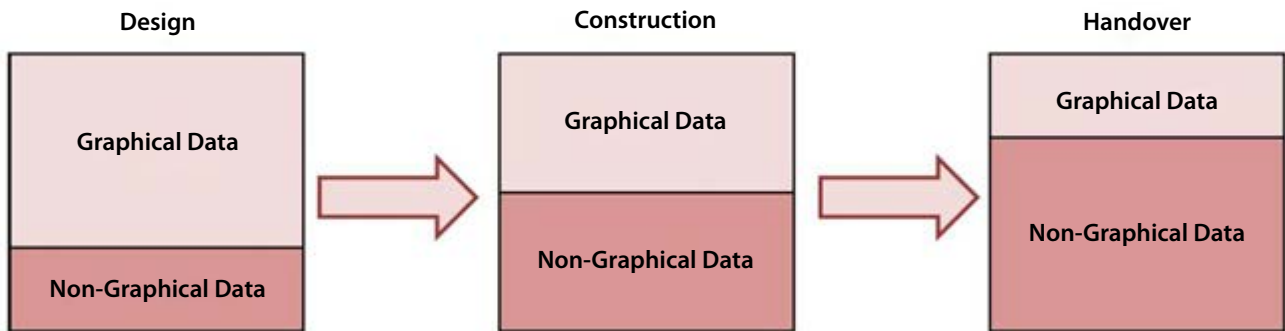 Design
Construction
Handover
Graphical Data
Non-Graphical Data
Graphical Data
Non-Graphical Data
Graphical Data
Non-Graphical Data